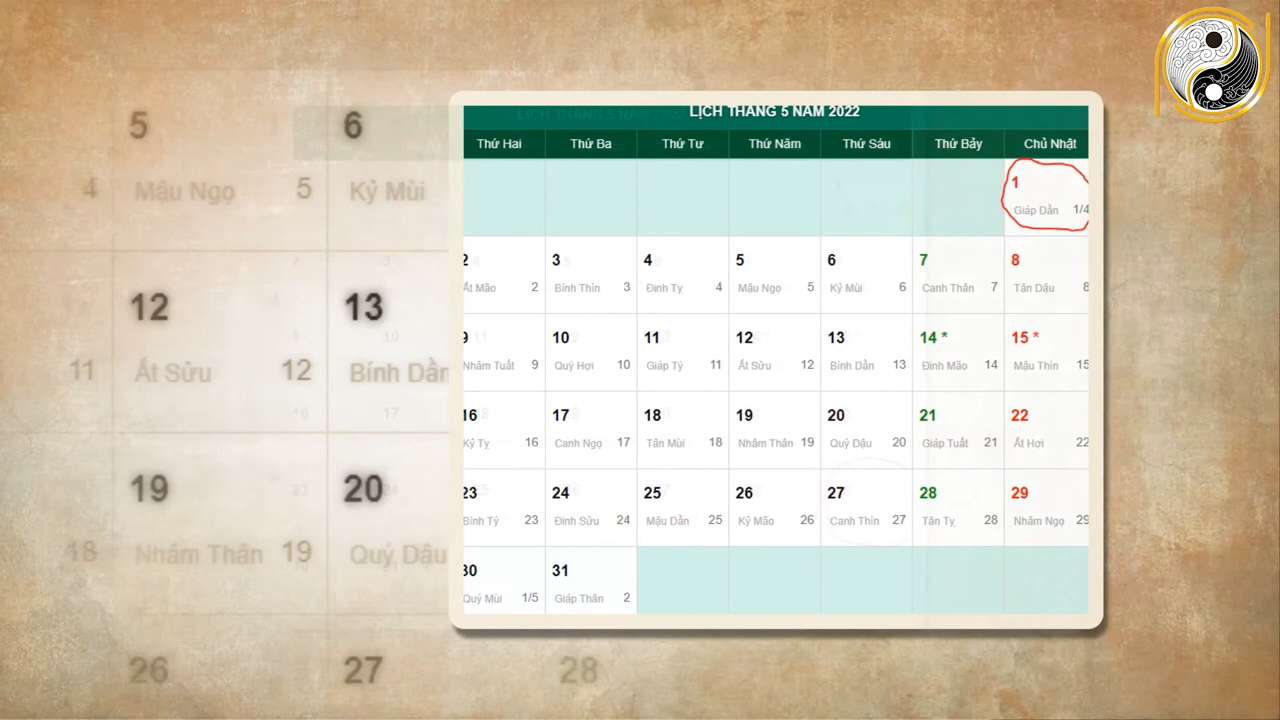 LỊCH THÁNG 5 NĂM 2022
Thứ Hai Thứ Ba Thứ Tư Thứ Năm Thứ Sáu Thứ Bảy Chủ Nhật
1
Giáp Dần 1/4
2 3 4 5 6 7 8
Ất Mão 2 Bính Thìn 3 Đinh Tỵ 4 Mậu Ngọ 5 Kỷ Mùi 6 Canh Thân 7 Tân Dậu 8
9 10 11 12 13 14 * 15 *
Nhâm Tuất 9 Quý Hợi 10 Giáp Tý 11 Ất Sửu 12 Bính Dần 13 Đinh Mão 14 Mậu Thìn 15
16 17 18 19 20 21 22
Kỷ Tỵ 16 Canh Ngọ 17 Tân Mùi 18 Nhâm Thân 19 Quý Dậu 20 Giáp Tuất 21 Ất Hợi 22
23 24 25 26 27 28 29
Bính Tý 23 Đinh Sửu 24 Mậu Dần 25 Kỷ Mão 26 Canh Thìn 27 Tân Tỵ 28 Nhâm Ngọ 29
30 31
Quý Mùi 1/5 Giáp Thân 2
5 6
4 Mậu Ngọ 5 Kỷ Mùi
12 13
11 Ất Sửu 12 Bính Dần
19 20
18 Nhâm Thân 19 Quý Dậu
26 27 28